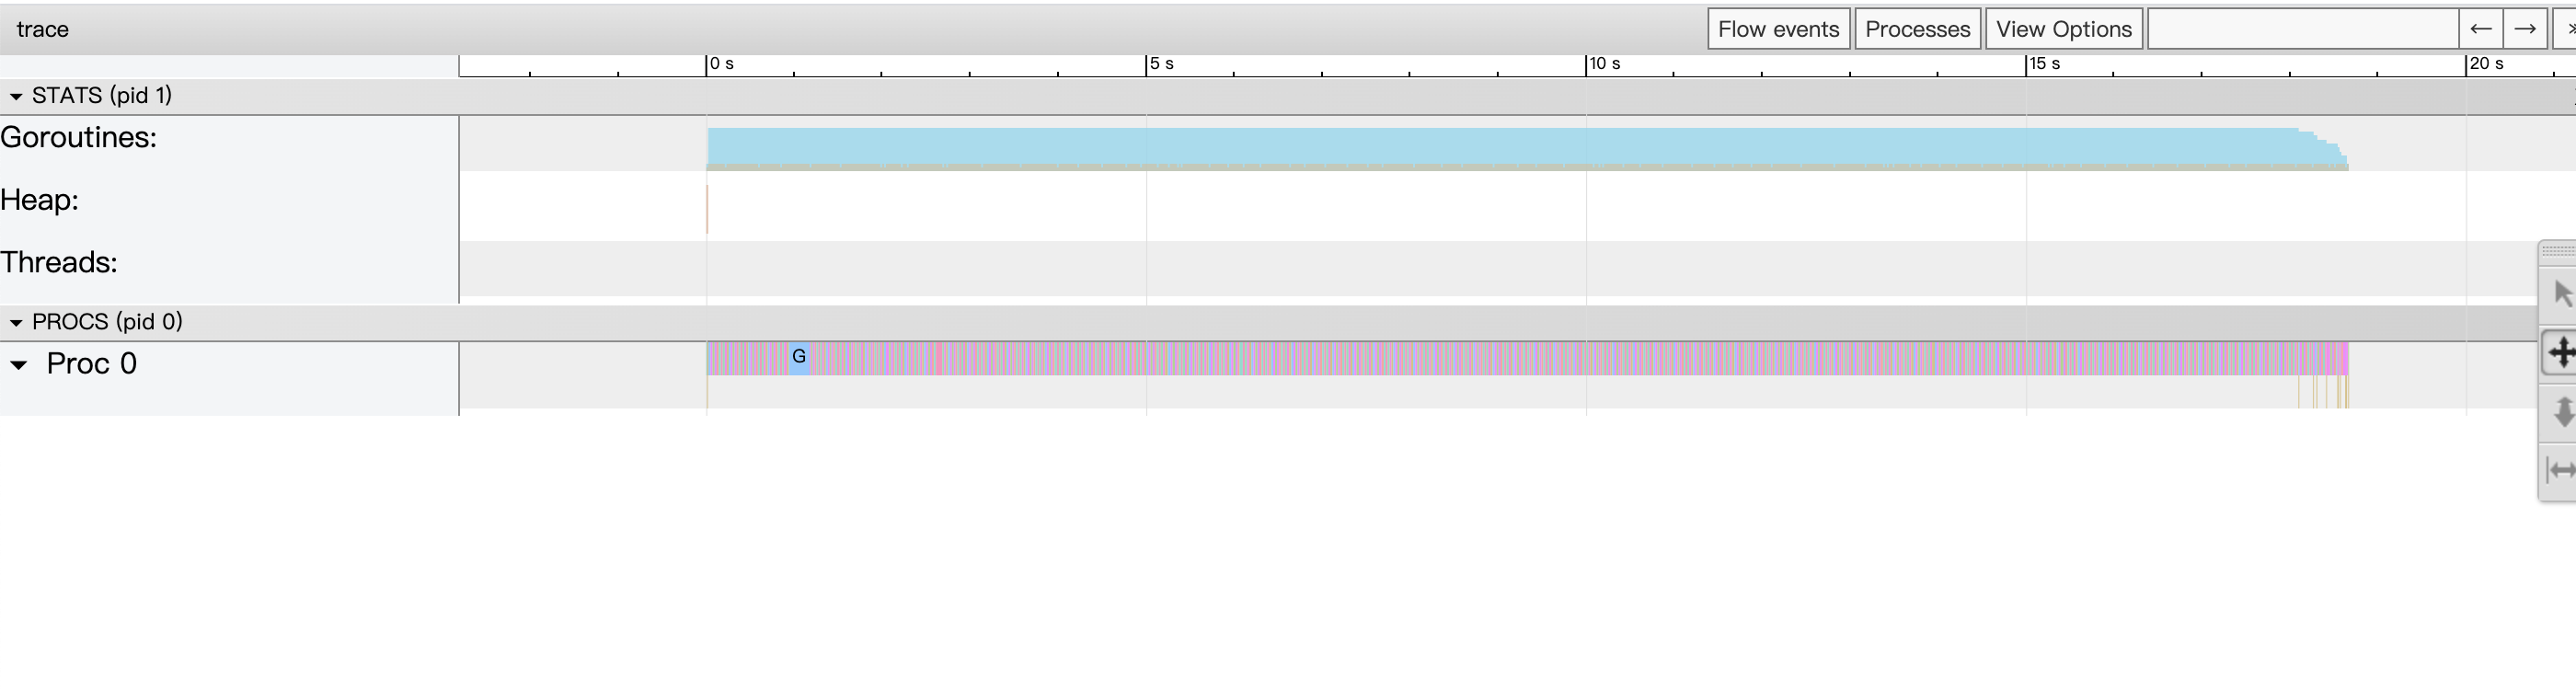 trace
Flow events Processes View Options ← →
0 s 5 s 10 s 15 s 20 s
STATS (pid 1)
Goroutines:
Heap:
Threads:
PROCS (pid 0)
Proc 0
G